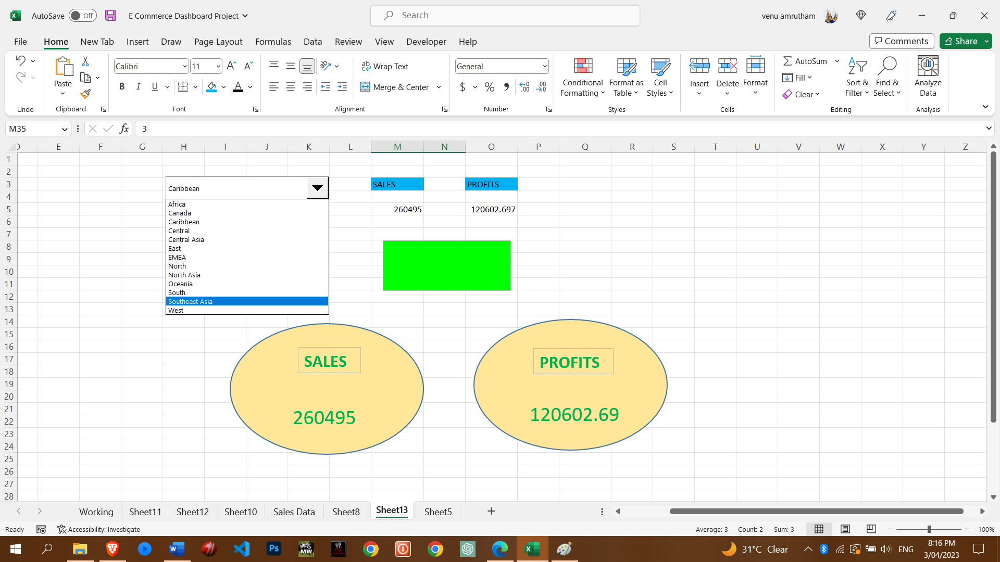 AutoSave Off E Commerce Dashboard Project Search venu amrutham
File Home New Tab Insert Draw Page Layout Formulas Data Review View Developer Help Comments Share
Paste Calibri 11 Wrap Text General Conditional Formatting Format as Table Cell Styles Insert Delete Format AutoSum Sort & Filter Find & Select Analyze Data
B I U Merge & Center $ % Fill
Clear
Undo Clipboard Font Alignment Number Styles Cells Editing Analysis
M35 fx 3
E F G H I J K L M N O P Q R S T U V W X Y Z
1
2
3 SALES PROFITS
Caribbean
4
Africa
5 260495 120602.697
Canada
6 Caribbean
7 Central
Central Asia
8 East
9 EMEA
10 North
North Asia
11 Oceania
12 South
Southeast Asia
13 West
14
15
16
17 SALES PROFITS
18
19
20
21
22 260495 120602.69
23
24
25
26
27
28
Working Sheet11 Sheet12 Sheet10 Sales Data Sheet8 Sheet13 Sheet5
Ready Accessibility: Investigate Average: 3 Count: 2 Sum: 3 100%
31°C Clear ENG 8:16 PM
3/04/2023